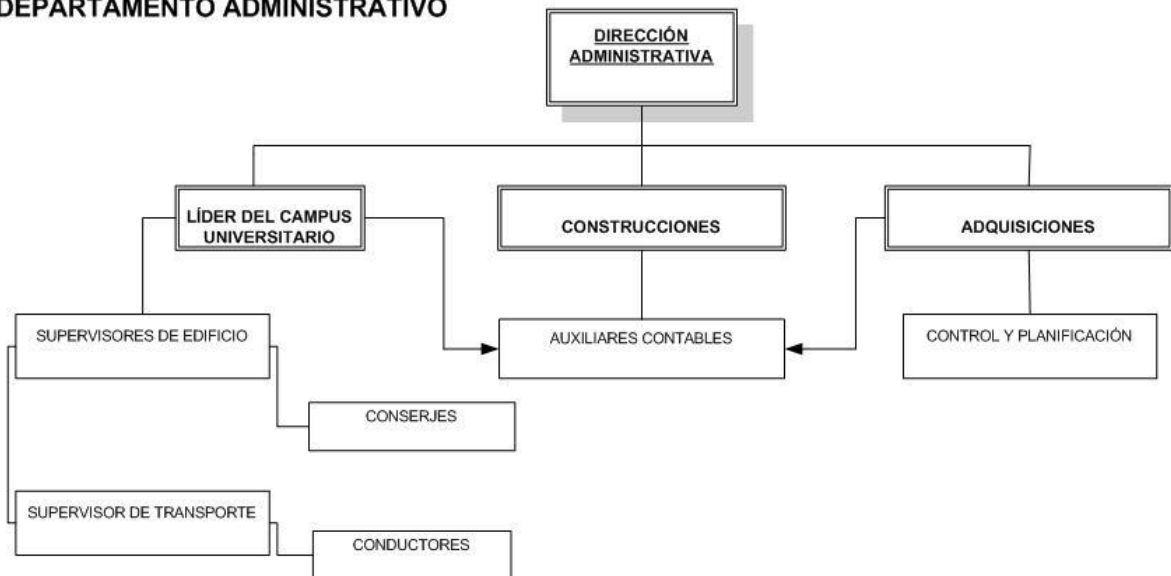 DEPARTAMENTO ADMINISTRATIVO
DIRECCIÓN
ADMINISTRATIVA
LÍDER DEL CAMPUS
UNIVERSITARIO
CONSTRUCCIONES
ADQUISICIONES
SUPERVISORES DE EDIFICIO
AUXILIARES CONTABLES
CONTROL Y PLANIFICACIÓN
CONSERJES
SUPERVISOR DE TRANSPORTE
CONDUCTORES